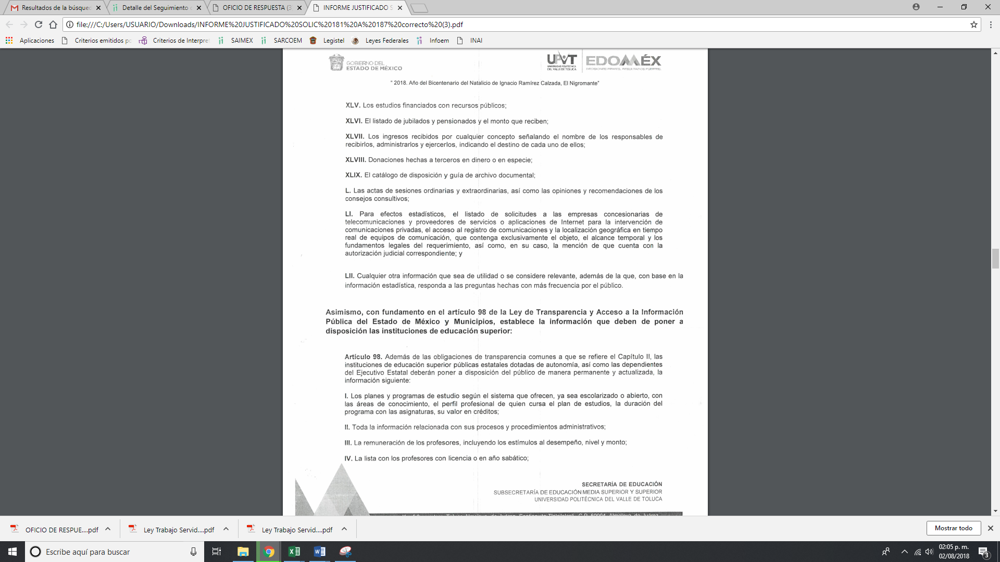 Resultados de la búsqued
Detalle del Seguimiento d
OFICIO DE RESPUESTA (3
INFORME JUSTIFICADO S
file:///C:/Users/USUARIO/Downloads/INFORME%20JUSTIFICADO%20SOLIC%20181%20A%20187%20correcto%20(3).pdf
Aplicaciones
Criterios emitidos po
Criterios de Interpret
SAIMEX
SARCOEM
Legistel
Leyes Federales
Infoem
INAI
GOBIERNO DEL
ESTADO DE MÉXICO
UPVT
UNIVERSIDAD POLITÉCNICA
DEL VALLE DE TOLUCA
EDOMÉX
DECISIONES FIRMES, RESULTADOS FUERTES.
" 2018. Año del Bicentenario del Natalicio de Ignacio Ramírez Calzada, El Nigromante"
XLV. Los estudios financiados con recursos públicos;
XLVI. El listado de jubilados y pensionados y el monto que reciben;
XLVII. Los ingresos recibidos por cualquier concepto señalando el nombre de los responsables de
recibirlos, administrarlos y ejercerlos, indicando el destino de cada uno de ellos;
XLVIII. Donaciones hechas a terceros en dinero o en especie;
XLIX. El catálogo de disposición y guía de archivo documental;
L. Las actas de sesiones ordinarias y extraordinarias, así como las opiniones y recomendaciones de los
consejos consultivos;
LI. Para efectos estadísticos, el listado de solicitudes a las empresas concesionarias de
telecomunicaciones y proveedores de servicios o aplicaciones de Internet para la intervención de
comunicaciones privadas, el acceso al registro de comunicaciones y la localización geográfica en tiempo
real de equipos de comunicación, que contenga exclusivamente el objeto, el alcance temporal y los
fundamentos legales del requerimiento, así como, en su caso, la mención de que cuenta con la
autorización judicial correspondiente; y
LII. Cualquier otra información que sea de utilidad o se considere relevante, además de la que, con base en la
información estadística, responda a las preguntas hechas con más frecuencia por el público.
Asimismo, con fundamento en el artículo 98 de la Ley de Transparencia y Acceso a la Información
Pública del Estado de México y Municipios, establece la información que deben de poner a
disposición las instituciones de educación superior:
Artículo 98. Además de las obligaciones de transparencia comunes a que se refiere el Capítulo II, las
instituciones de educación superior públicas estatales dotadas de autonomía, así como las dependientes
del Ejecutivo Estatal deberán poner a disposición del público de manera permanente y actualizada, la
información siguiente:
I. Los planes y programas de estudio según el sistema que ofrecen, ya sea escolarizado o abierto, con
las áreas de conocimiento, el perfil profesional de quien cursa el plan de estudios, la duración del
programa con las asignaturas, su valor en créditos;
II. Toda la información relacionada con sus procesos y procedimientos administrativos;
III. La remuneración de los profesores, incluyendo los estímulos al desempeño, nivel y monto;
IV. La lista con los profesores con licencia o en año sabático;
SECRETARÍA DE EDUCACIÓN
SUBSECRETARÍA DE EDUCACIÓN MEDIA SUPERIOR Y SUPERIOR
UNIVERSIDAD POLITÉCNICA DEL VALLE DE TOLUCA
OFICIO DE RESPUE....pdf
Ley Trabajo Servid....pdf
Ley Trabajo Servid....pdf
Mostrar todo
Escribe aquí para buscar
02:05 p. m.
02/08/2018
3